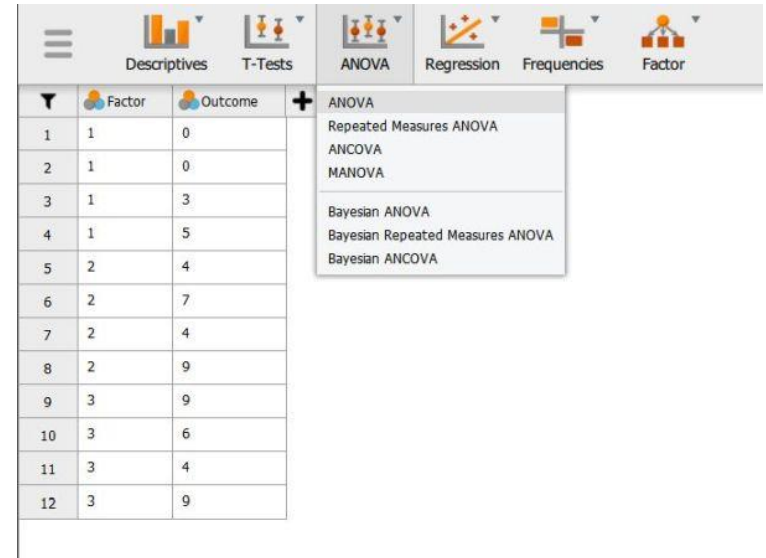 Descriptives T-Tests ANOVA Regression Frequencies Factor
Factor Outcome
1 1 0
2 1 0
3 1 3
4 1 5
5 2 4
6 2 7
7 2 4
8 2 9
9 3 9
10 3 6
11 3 4
12 3 9
ANOVA
Repeated Measures ANOVA
ANCOVA
MANOVA
Bayesian ANOVA
Bayesian Repeated Measures ANOVA
Bayesian ANCOVA